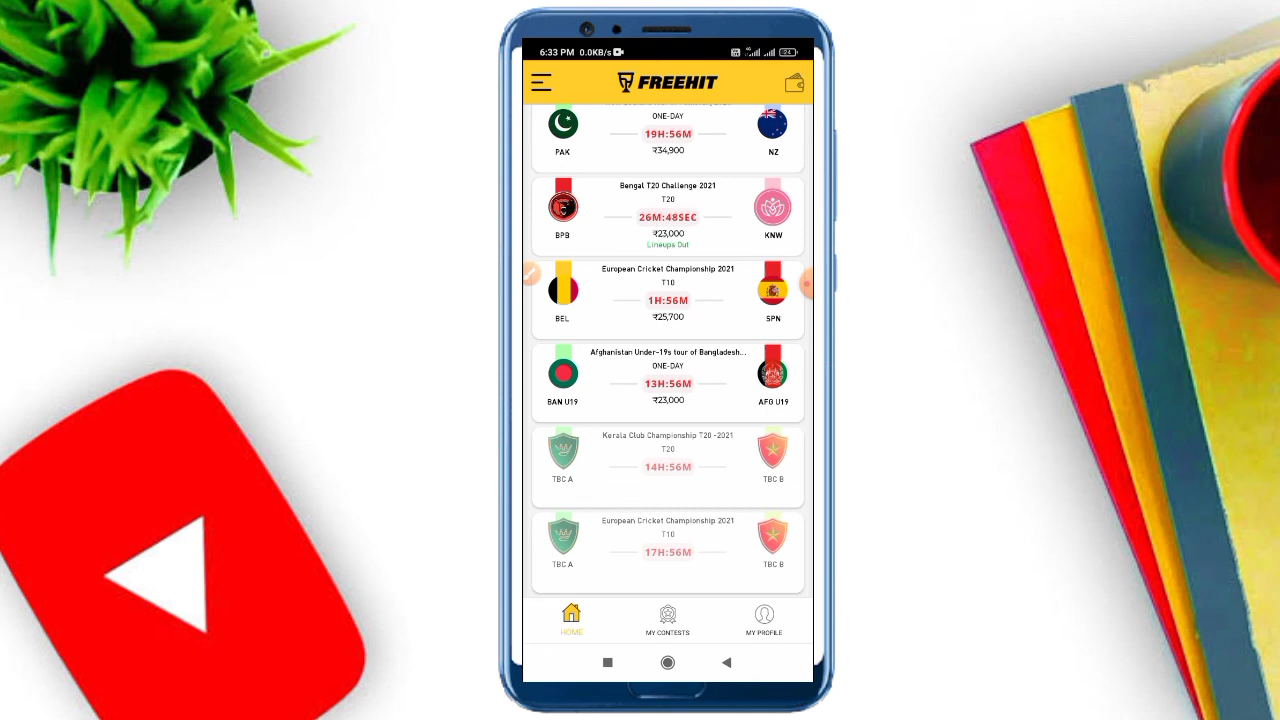 6:33 PM 0.0KB/s
4G
24
FREEHIT
ONE-DAY
19H:56M
PAK
₹34,900
NZ
Bengal T20 Challenge 2021
T20
26M:48SEC
BPB
₹23,000
KNW
Lineups Out
European Cricket Championship 2021
T10
1H:56M
BEL
₹25,700
SPN
Afghanistan Under-19s tour of Bangladesh...
ONE-DAY
13H:56M
BAN U19
₹23,000
AFG U19
Kerala Club Championship T20 -2021
T20
14H:56M
TBC A
TBC B
European Cricket Championship 2021
T10
17H:56M
TBC A
TBC B
HOME
MY CONTESTS
MY PROFILE